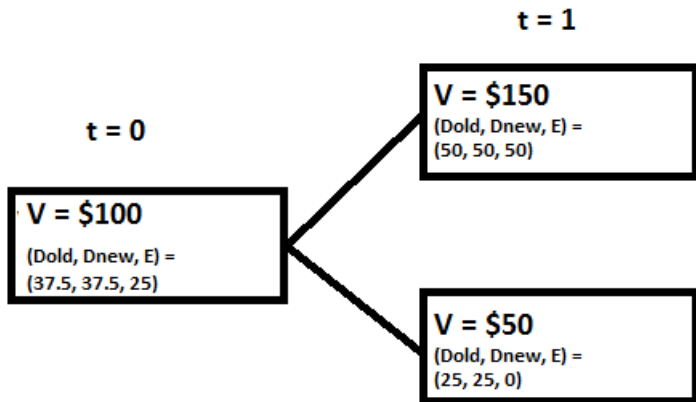 t = 1
V = $150
(Dold, Dnew, E) =
(50, 50, 50)
t = 0
V = $100
(Dold, Dnew, E) =
(37.5, 37.5, 25)
V = $50
(Dold, Dnew, E) =
(25, 25, 0)